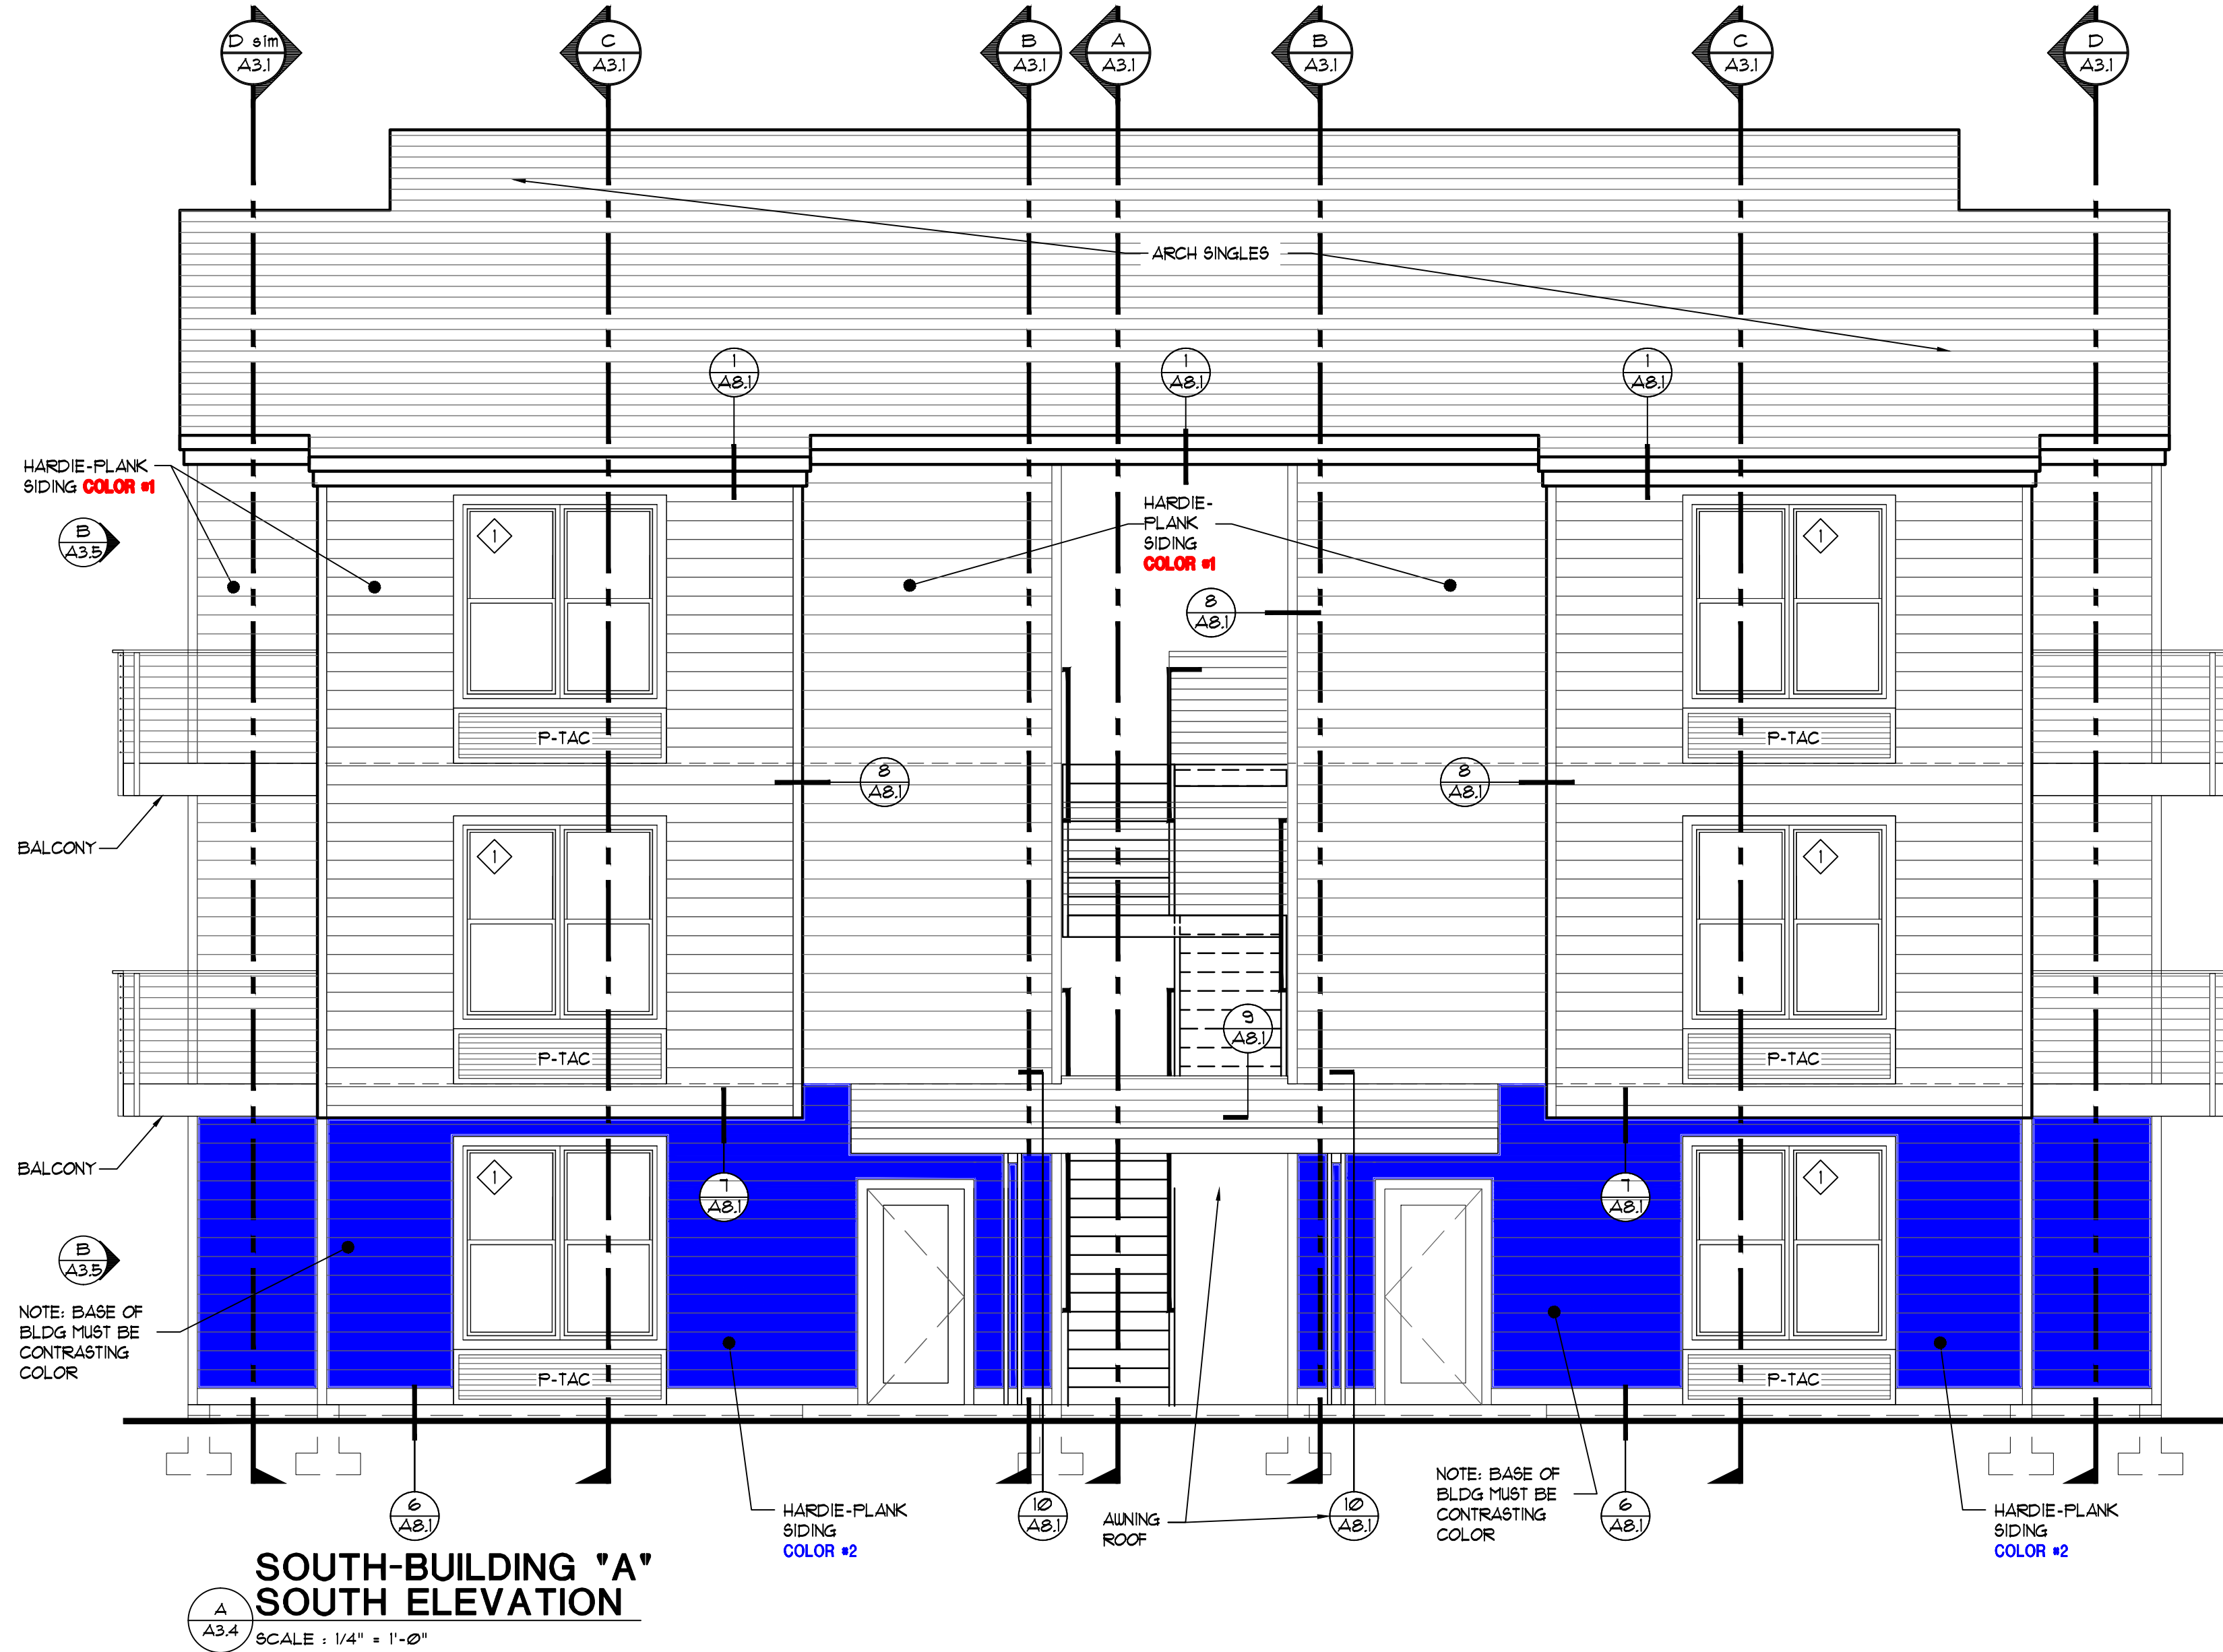 D sim
A3.1
C
A3.1
B
A3.1
A
A3.1
B
A3.1
C
A3.1
D
A3.1
ARCH SINGLES
1
A8.1
1
A8.1
1
A8.1
HARDIE-PLANK
SIDING COLOR #1
B
A3.5
1
HARDIE-
PLANK
SIDING
COLOR #1
1
8
A8.1
P-TAC
P-TAC
8
A8.1
8
A8.1
BALCONY
1
1
9
A8.1
P-TAC
P-TAC
BALCONY
1
7
A8.1
7
A8.1
1
B
A3.5
NOTE: BASE OF
BLDG MUST BE
CONTRASTING
COLOR
P-TAC
P-TAC
6
A8.1
HARDIE-PLANK
SIDING
COLOR #2
10
A8.1
AWNING
ROOF
10
A8.1
NOTE: BASE OF
BLDG MUST BE
CONTRASTING
COLOR
6
A8.1
HARDIE-PLANK
SIDING
COLOR #2
SOUTH-BUILDING "A"
SOUTH ELEVATION
A
A3.4
SCALE : 1/4" = 1'-0"